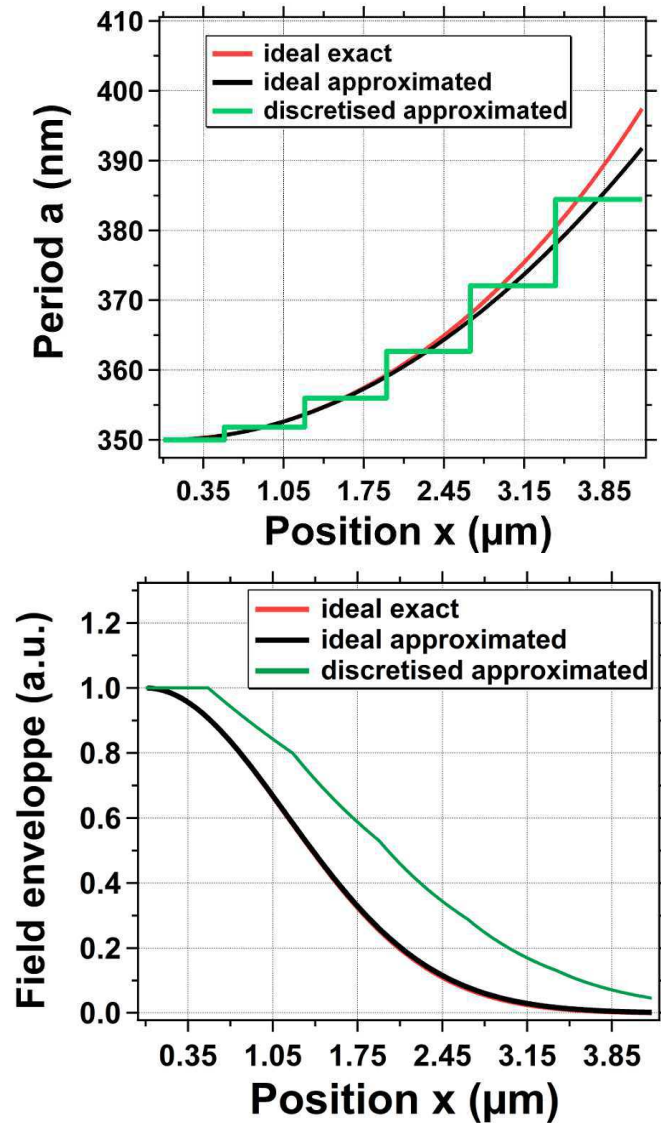 410
400
390
380
370
360
350
Period a (nm)
ideal exact
ideal approximated
discretised approximated
0.35 1.05 1.75 2.45 3.15 3.85
Position x (µm)
1.2
1.0
0.8
0.6
0.4
0.2
0.0
Field enveloppe (a.u.)
ideal exact
ideal approximated
discretised approximated
0.35 1.05 1.75 2.45 3.15 3.85
Position x (µm)